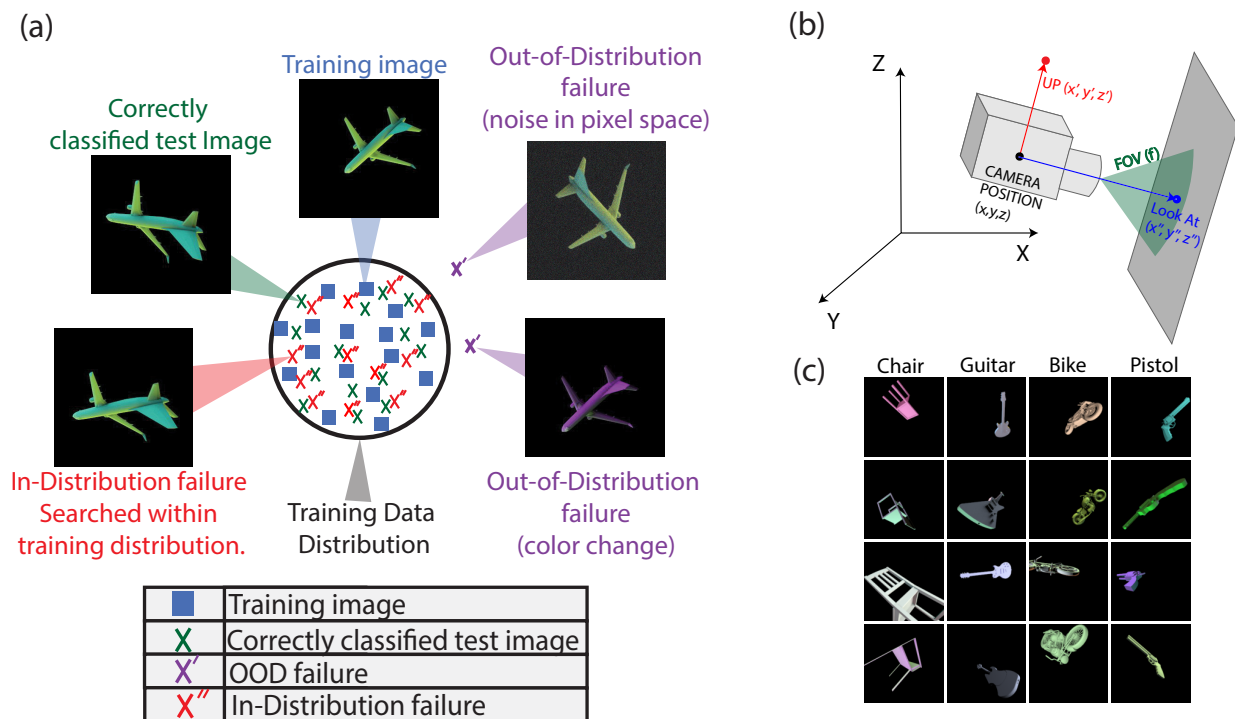 (a)
Training image
Correctly
classified test Image
Out-of-Distribution
failure
(noise in pixel space)
X'
X'
X"
In-Distribution failure
Searched within
training distribution.
Training Data
Distribution
Out-of-Distribution
failure
(color change)
Training image
X
Correctly classified test image
X'
OOD failure
X"
In-Distribution failure
(b)
Z
UP (x', y', z')
FOV (f)
CAMERA
POSITION
(x,y,z)
Look At
(x", y", z")
X
Y
(c)
Chair
Guitar
Bike
Pistol